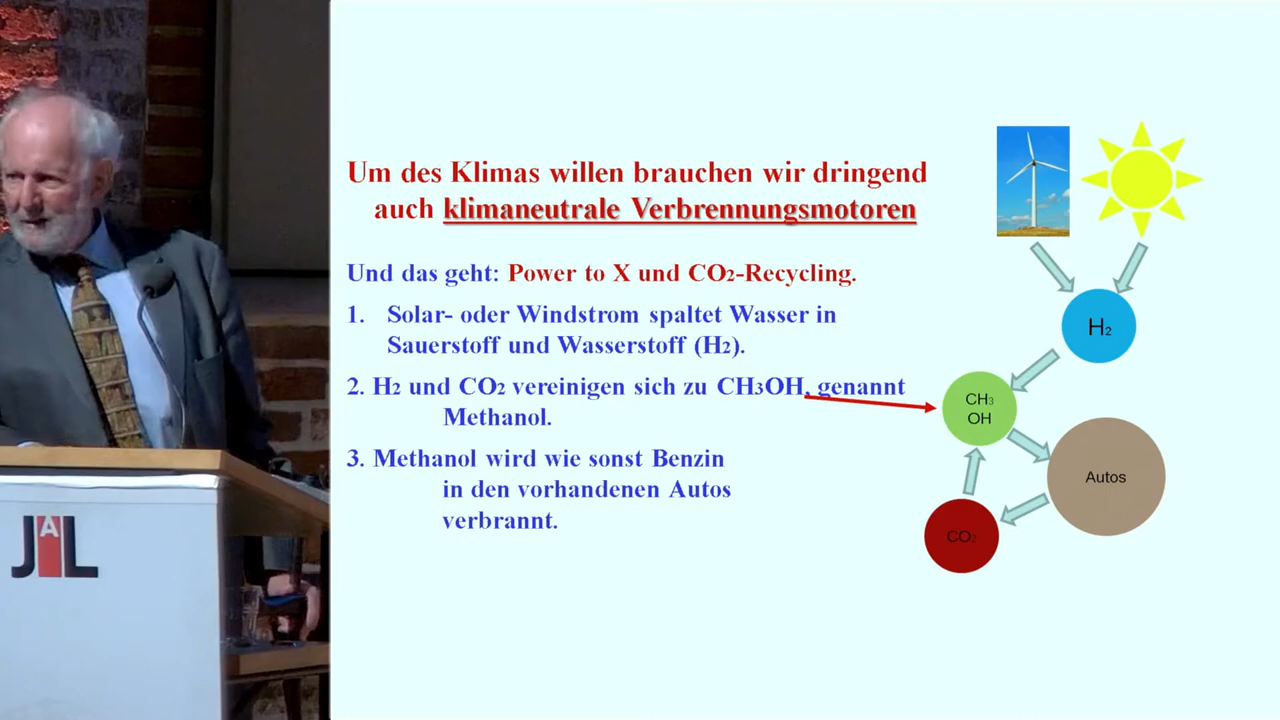 Um des Klimas willen brauchen wir dringend
auch klimaneutrale Verbrennungsmotoren
Und das geht: Power to X und CO2-Recycling.
1. Solar- oder Windstrom spaltet Wasser in
Sauerstoff und Wasserstoff (H2).
2. H2 und CO2 vereinigen sich zu CH3OH, genannt
Methanol.
3. Methanol wird wie sonst Benzin
in den vorhandenen Autos
verbrannt.
H2
CH3
OH
Autos
CO2
JAL